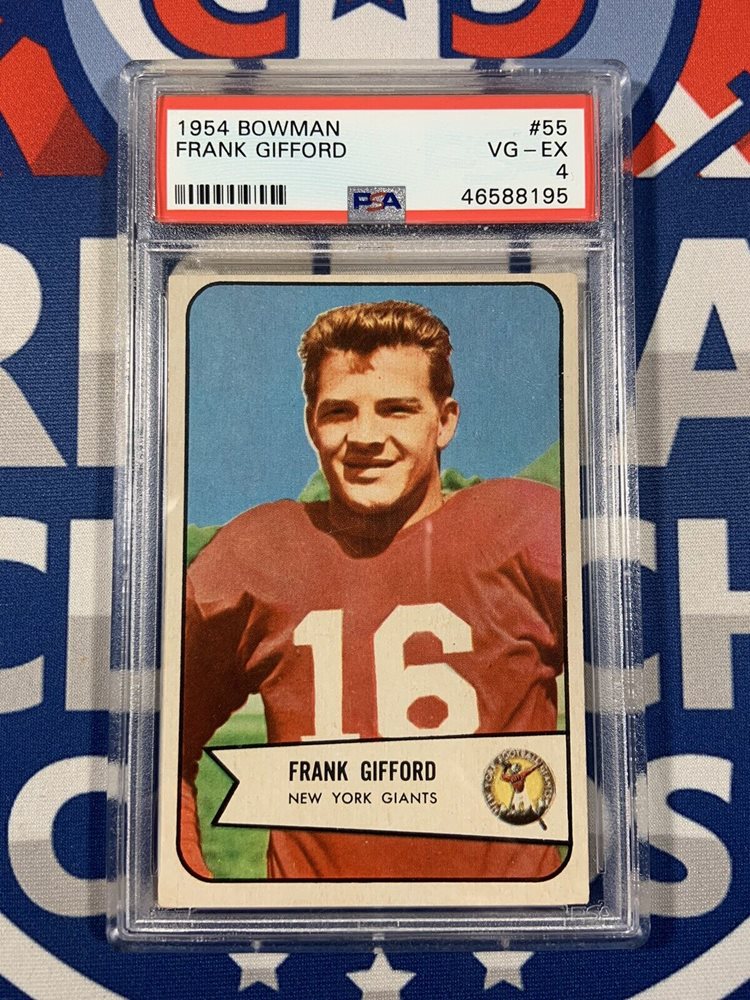 1954 BOWMAN #55
FRANK GIFFORD VG – EX
4
PSA 46588195
16
FRANK GIFFORD
NEW YORK GIANTS